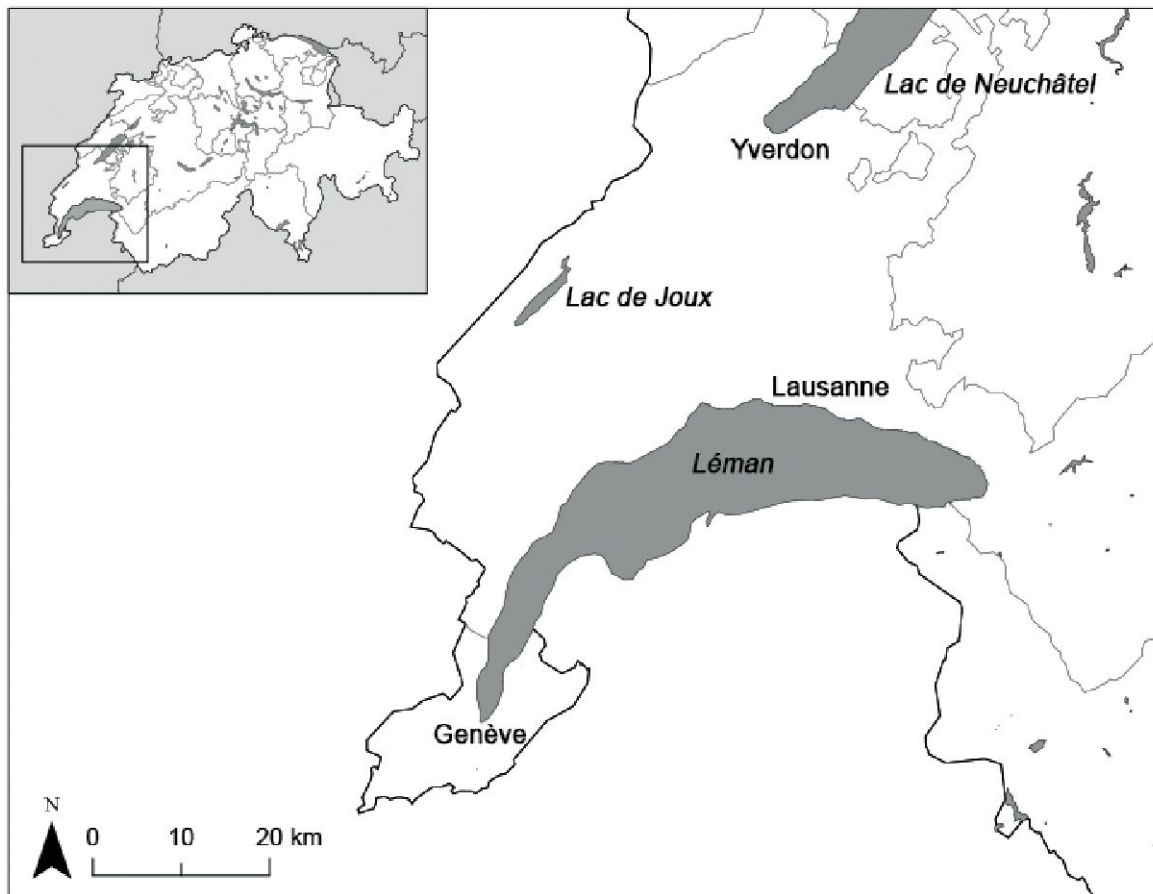 Lac de Neuchâtel
Yverdon
Lac de Joux
Lausanne
Léman
Genève
N
0 10 20 km